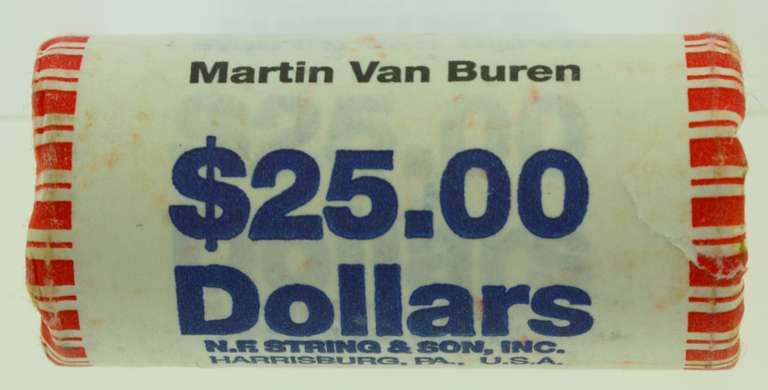 Martin Van Buren
$25.00
Dollars
N.F. STRING & SON, INC.
HARRISBURG, PA., U.S.A.